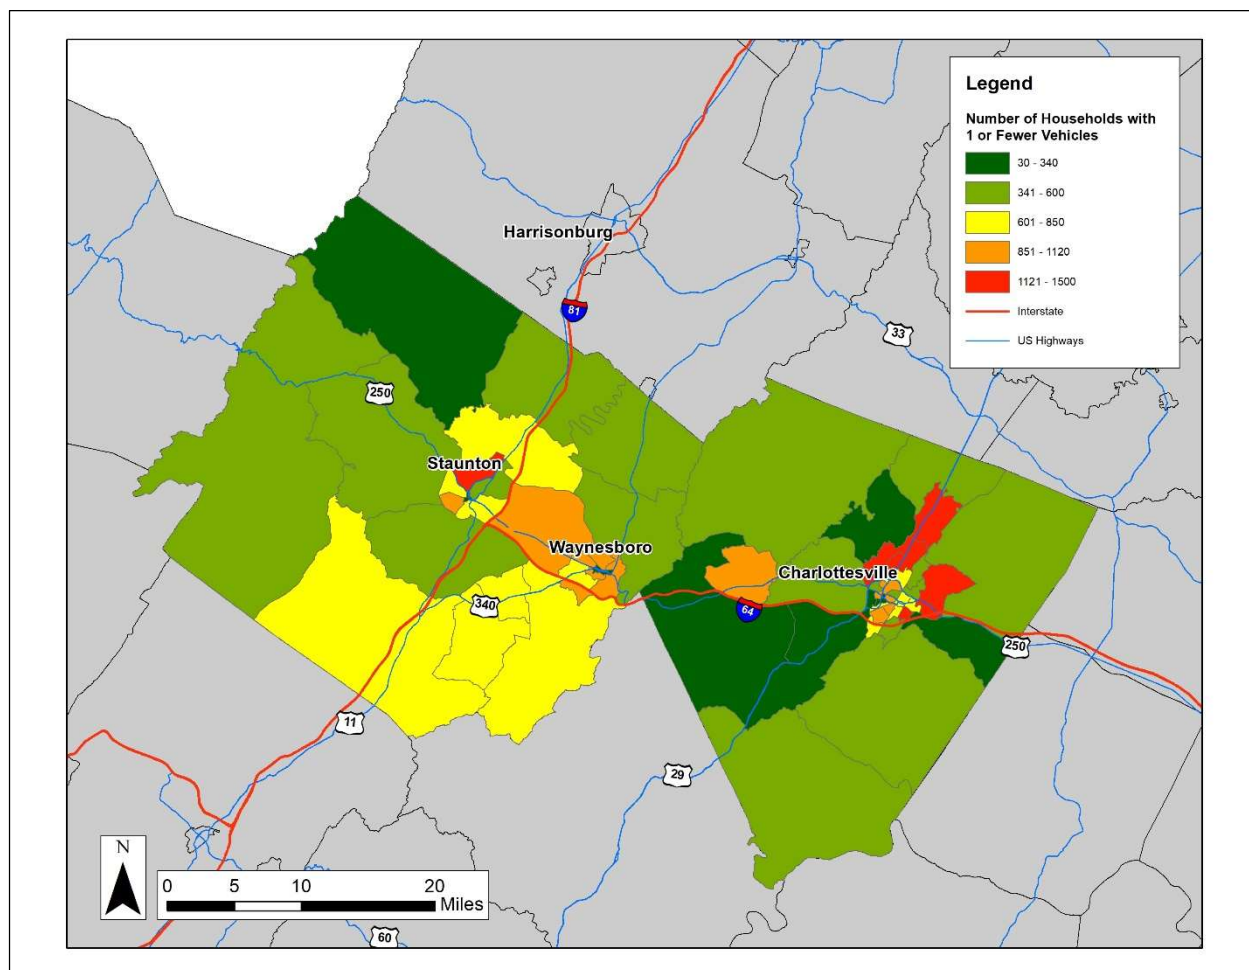 Legend
Number of Households with
1 or Fewer Vehicles
30 - 340
341 - 600
601 - 850
851 - 1120
1121 - 1500
Interstate
US Highways
Harrisonburg
81
33
250
Staunton
Waynesboro
Charlottesville
340
64
250
11
29
N
0 5 10 20
Miles
60